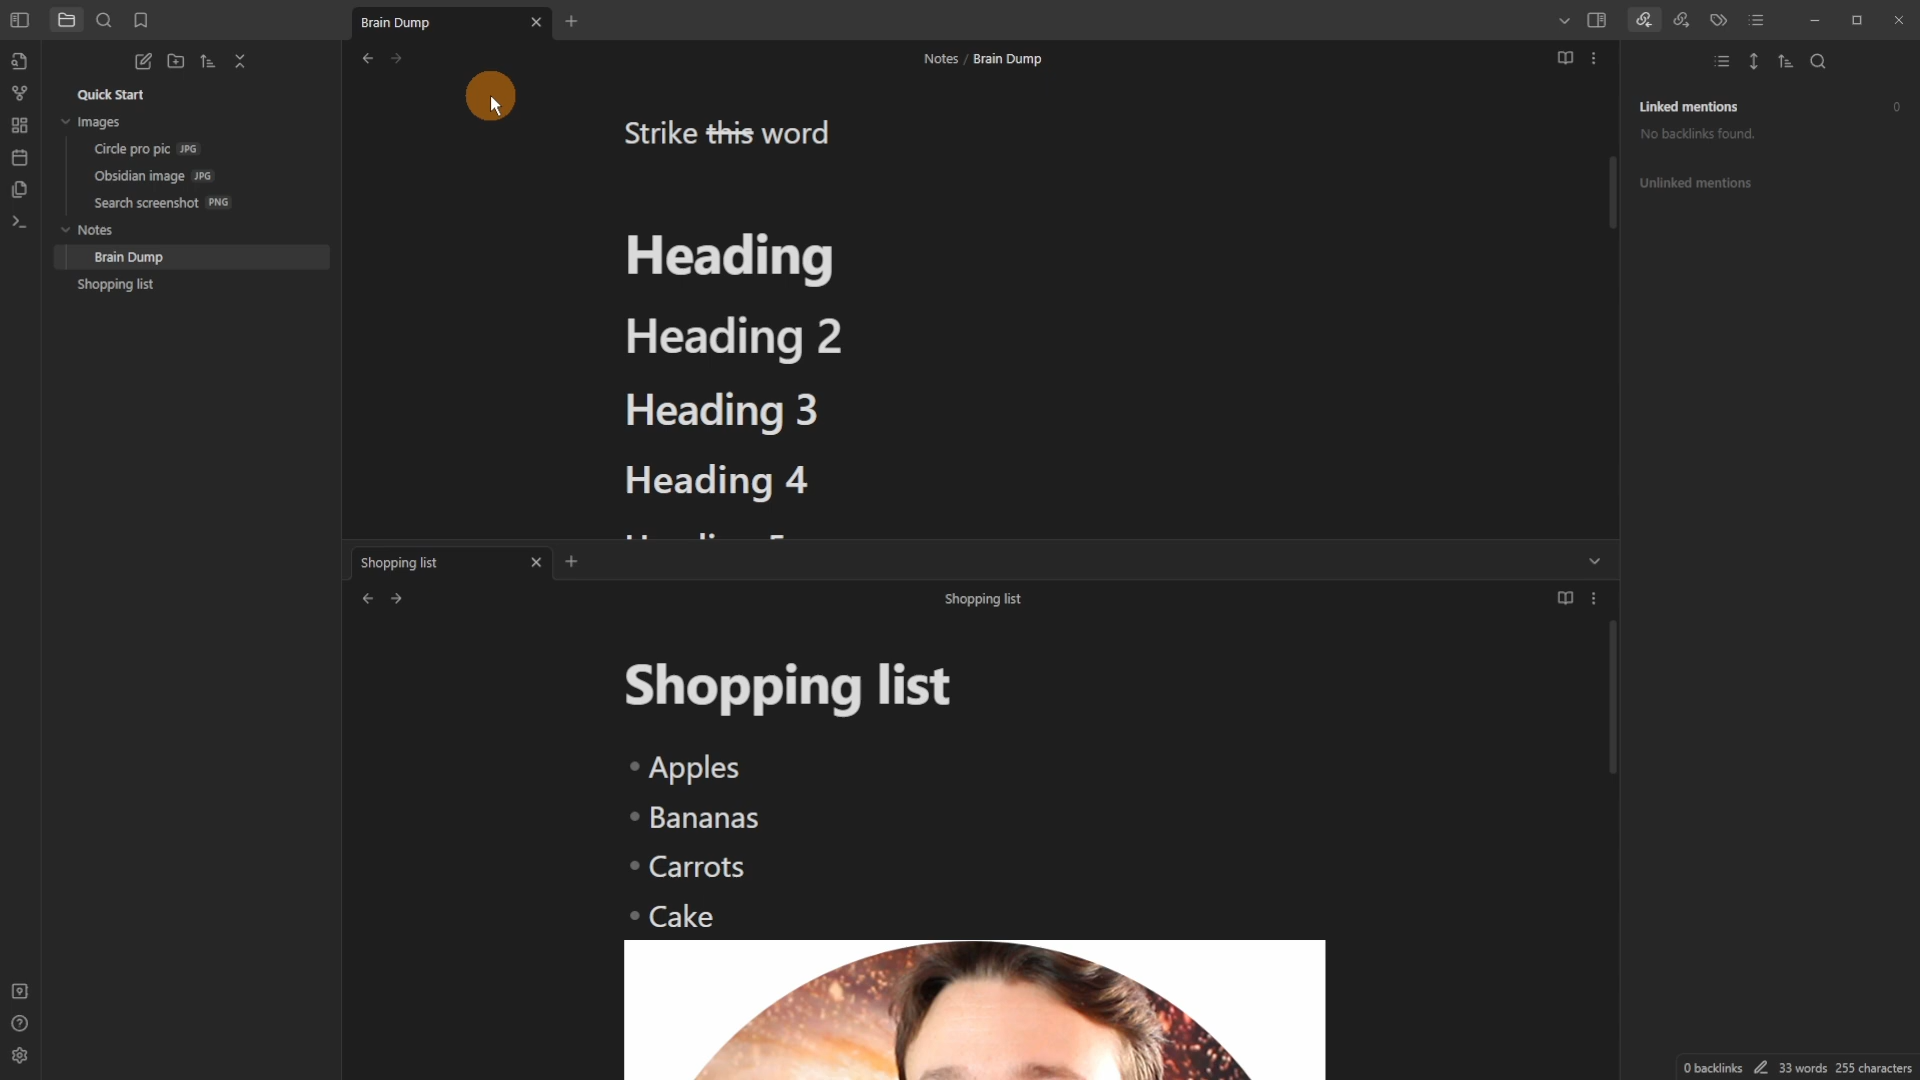 Brain Dump
Notes / Brain Dump
Quick Start
Images
Circle pro pic JPG
Obsidian image JPG
Search screenshot PNG
Notes
Brain Dump
Shopping list
Strike this word
Heading
Heading 2
Heading 3
Heading 4
Heading 5
Shopping list
Shopping list
Shopping list
Apples
Bananas
Carrots
Cake
Linked mentions 0
No backlinks found.
Unlinked mentions
0 backlinks 33 words 255 characters